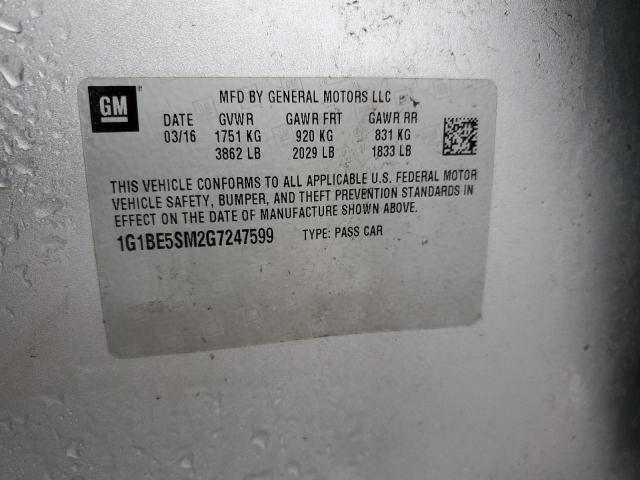 GM
MFD BY GENERAL MOTORS LLC
DATE GVWR GAWR FRT GAWR RR
03/16 1751 KG 920 KG 831 KG
3862 LB 2029 LB 1833 LB
THIS VEHICLE CONFORMS TO ALL APPLICABLE U.S. FEDERAL MOTOR
VEHICLE SAFETY, BUMPER, AND THEFT PREVENTION STANDARDS IN
EFFECT ON THE DATE OF MANUFACTURE SHOWN ABOVE.
1G1BE5SM2G7247599 TYPE: PASS CAR